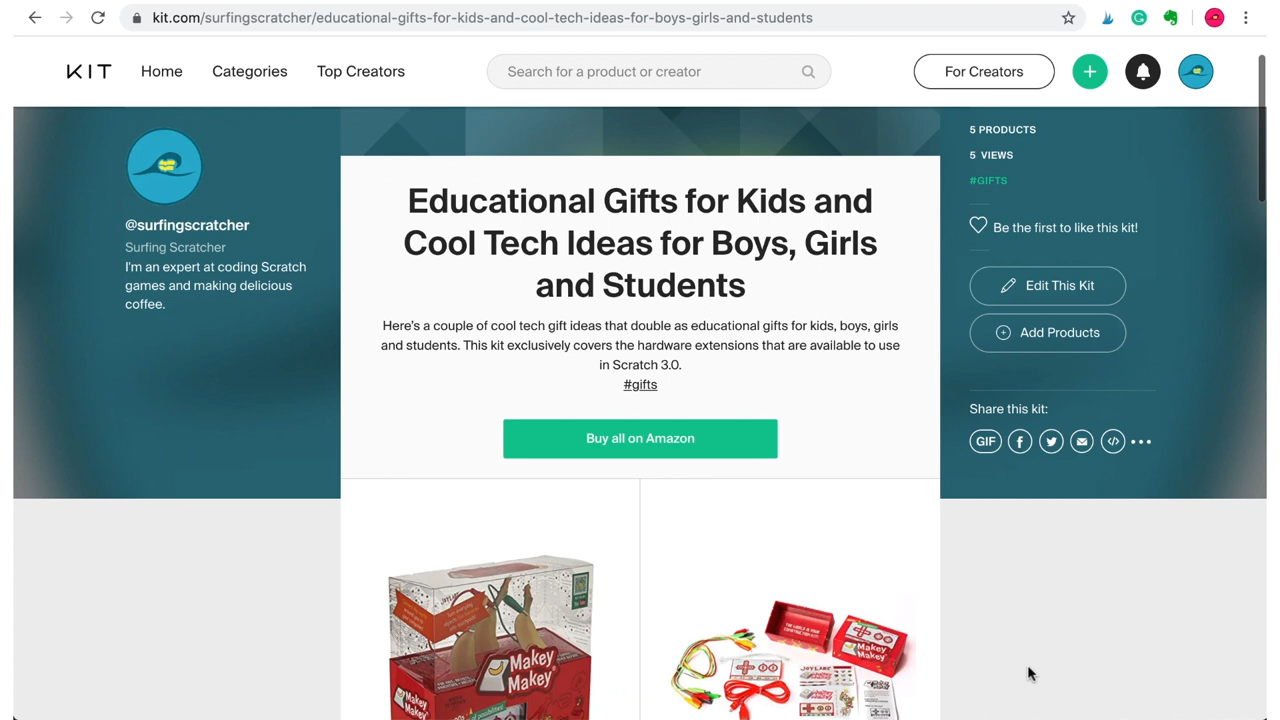 kit.com/surfingscratcher/educational-gifts-for-kids-and-cool-tech-ideas-for-boys-girls-and-students
KIT
Home
Categories
Top Creators
Search for a product or creator
For Creators
@surfingscratcher
Surfing Scratcher
I'm an expert at coding Scratch
games and making delicious
coffee.
Educational Gifts for Kids and
Cool Tech Ideas for Boys, Girls
and Students
Here's a couple of cool tech gift ideas that double as educational gifts for kids, boys, girls
and students. This kit exclusively covers the hardware extensions that are available to use
in Scratch 3.0.
#gifts
Buy all on Amazon
5 PRODUCTS
5 VIEWS
#GIFTS
Be the first to like this kit!
Edit This Kit
Add Products
Share this kit:
GIF
Makey
Makey
Makey
Makey
Makey
Makey